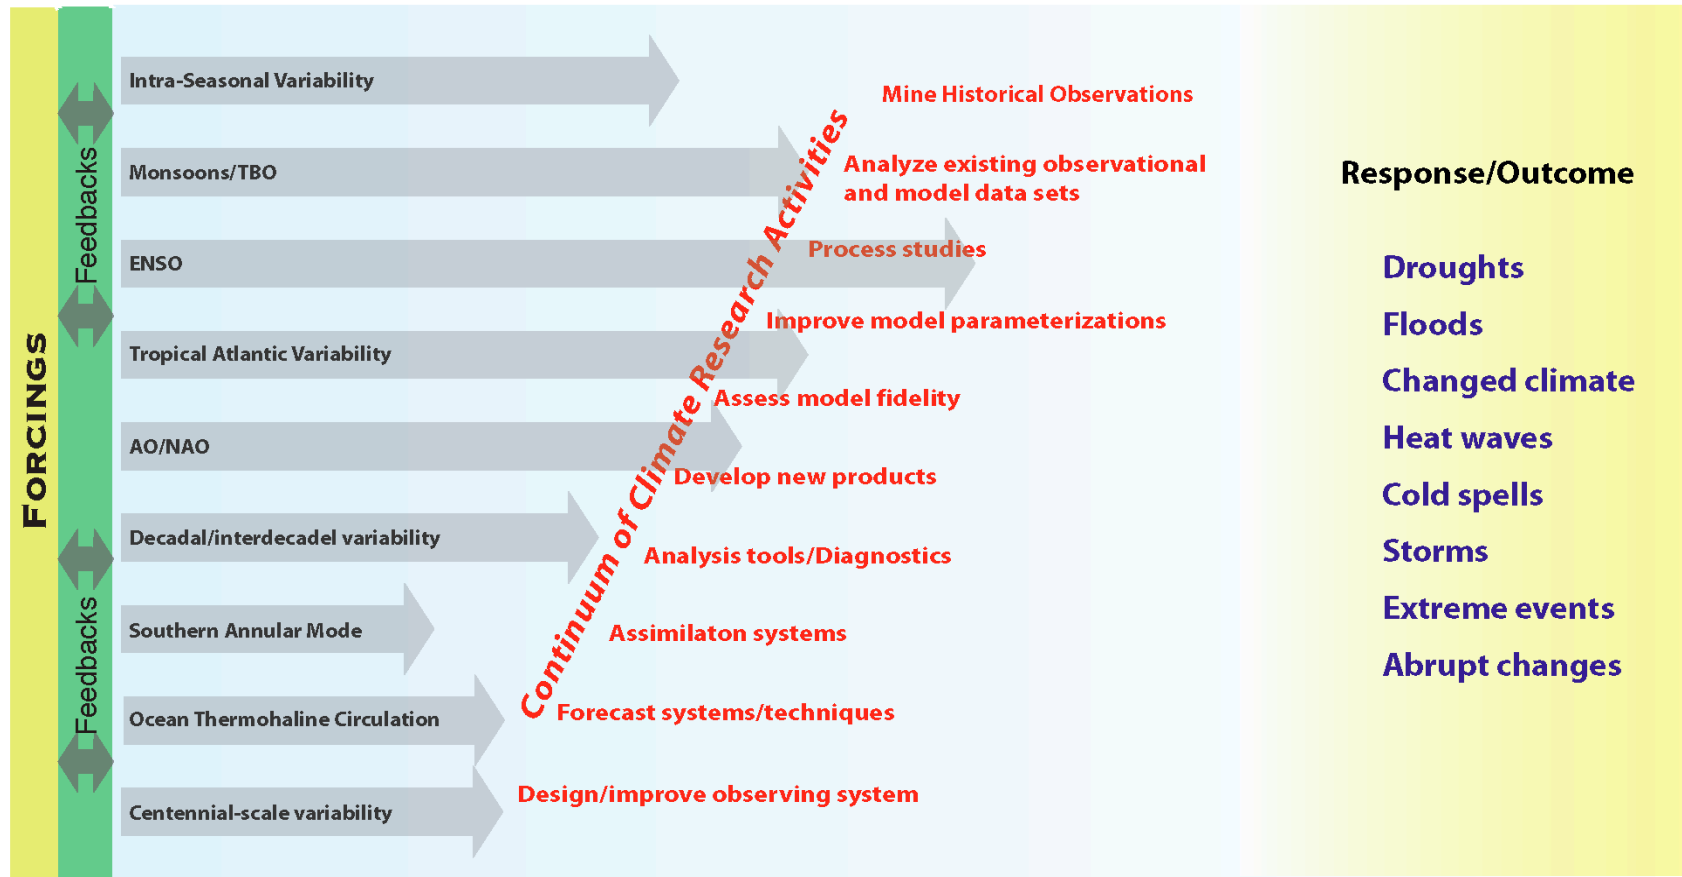 FORCINGS
Feedbacks
Feedbacks
Intra-Seasonal Variability
Monsoons/TBO
ENSO
Tropical Atlantic Variability
AO/NAO
Decadal/interdecadel variability
Southern Annular Mode
Ocean Thermohaline Circulation
Centennial-scale variability
Continuum of Climate Research Activities
Mine Historical Observations
Analyze existing observational
and model data sets
Process studies
Improve model parameterizations
Assess model fidelity
Develop new products
Analysis tools/Diagnostics
Assimilaton systems
Forecast systems/techniques
Design/improve observing system
Response/Outcome
Droughts
Floods
Changed climate
Heat waves
Cold spells
Storms
Extreme events
Abrupt changes